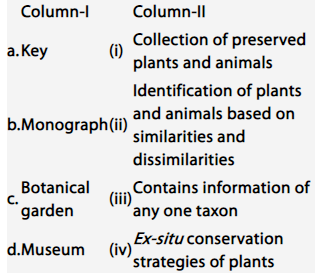 Column-I Column-II
a. Key (i) Collection of preserved
plants and animals
Identification of plants
b. Monograph (ii) and animals based on
similarities and
dissimilarities
c. Botanical garden (iii) Contains information of
any one taxon
d. Museum (iv) Ex-situ conservation
strategies of plants